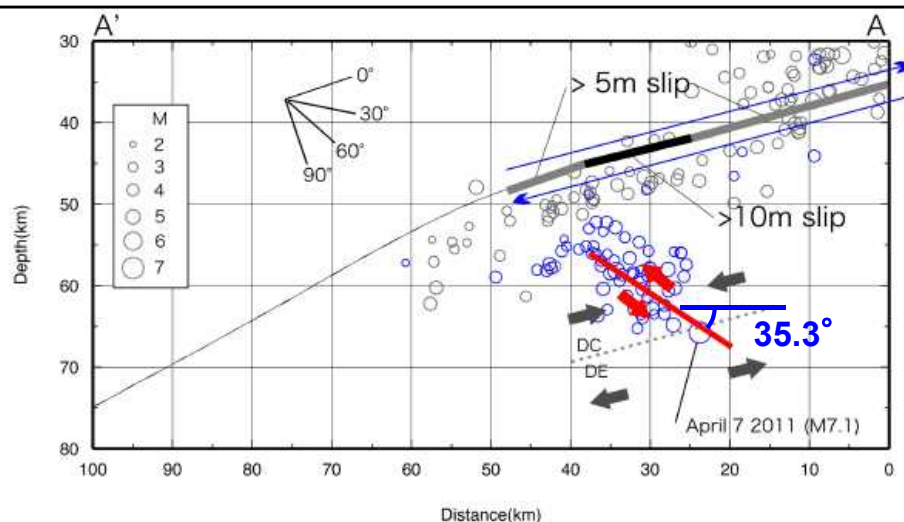 A' A
30
40
50
60
70
80
Depth(km)
M
2
3
4
5
6
7
0°
30°
60°
90°
> 5m slip
>10m slip
35.3°
DC
DE
April 7 2011 (M7.1)
100 90 80 70 60 50 40 30 20 10 0
Distance(km)